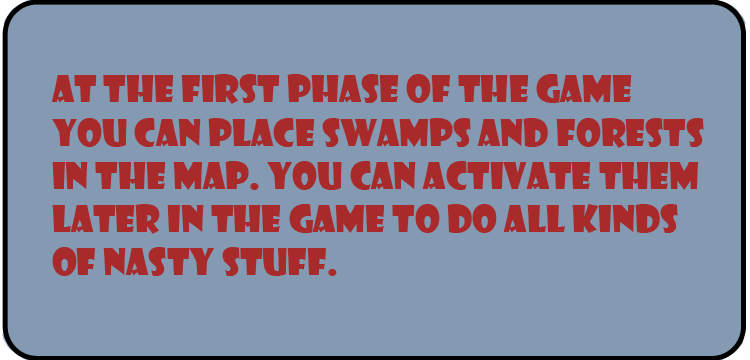 AT THE FIRST PHASE OF THE GAME
YOU CAN PLACE SWAMPS AND FORESTS
IN THE MAP. YOU CAN ACTIVATE THEM
LATER IN THE GAME TO DO ALL KINDS
OF NASTY STUFF.